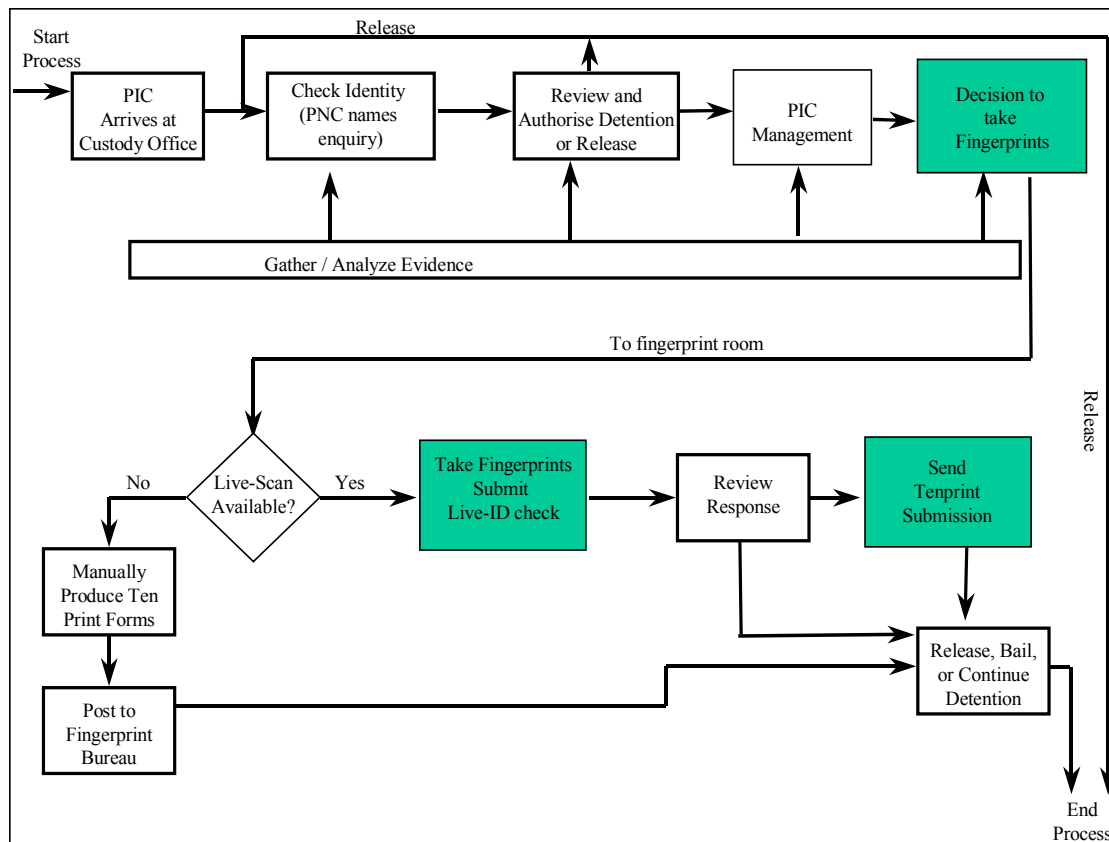 Start
Process
Release
PIC
Arrives at
Custody Office
Check Identity
(PNC names
enquiry)
Review and
Authorise Detention
or Release
PIC
Management
Decision to
take
Fingerprints
Gather / Analyze Evidence
To fingerprint room
Release
No
Live-Scan
Available?
Yes
Take Fingerprints
Submit
Live-ID check
Review
Response
Send
Tenprint
Submission
Manually
Produce Ten
Print Forms
Post to
Fingerprint
Bureau
Release, Bail,
or Continue
Detention
End
Process